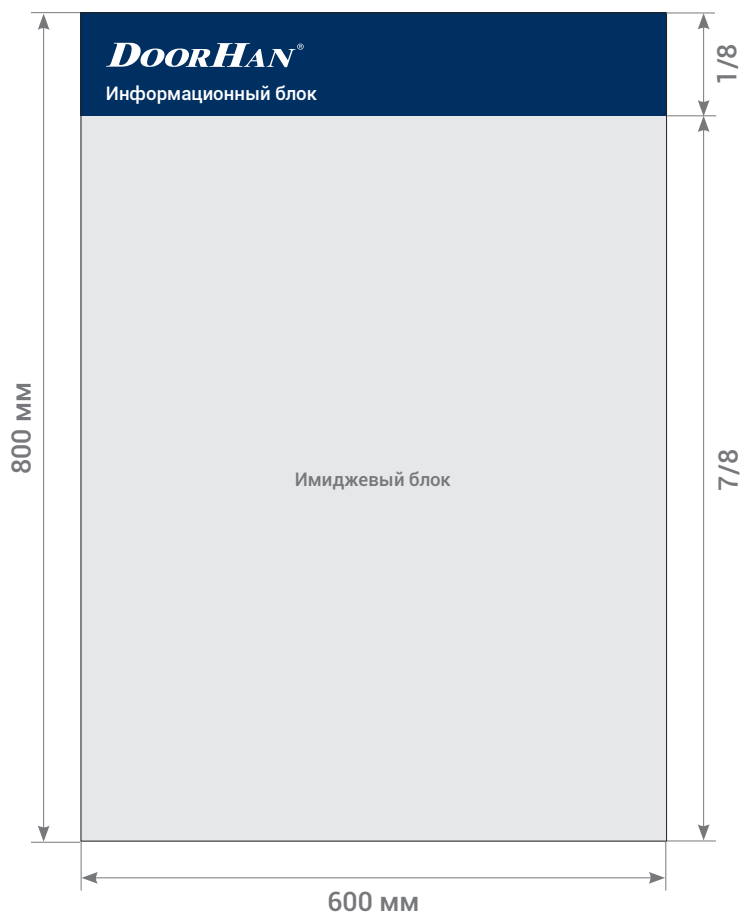 DOORHAN®
Информационный блок
1/8
800 мм
Имиджевый блок
7/8
600 мм